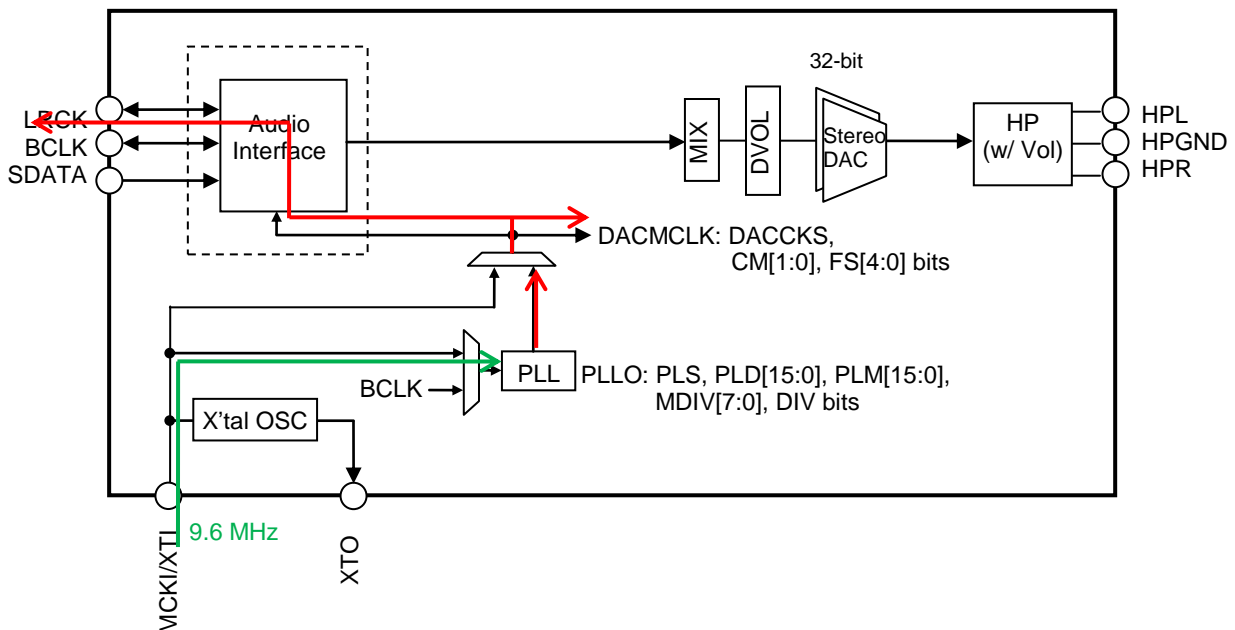 32-bit
LRCK
BCLK
SDATA
Audio
Interface
MIX
DVOL
Stereo
DAC
HP
(w/ Vol)
HPL
HPGND
HPR
DACMCLK: DACCKS,
CM[1:0], FS[4:0] bits
BCLK
PLL
PLLO: PLS, PLD[15:0], PLM[15:0],
MDIV[7:0], DIV bits
X'tal OSC
9.6 MHz
MCKI/XTI
XTO